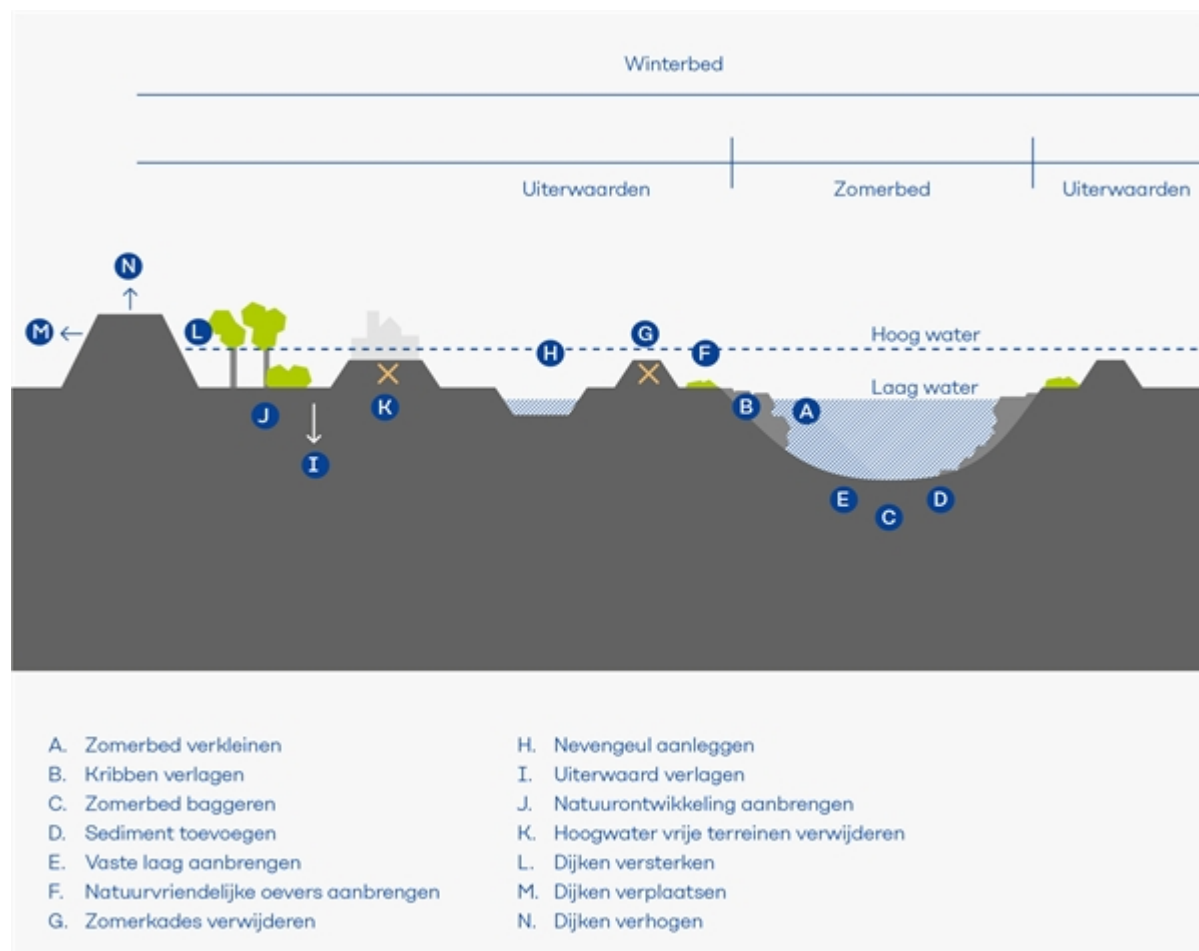 Winterbed
Uiterwaarden Zomerbed Uiterwaarden
N
M L G Hoog water
H F
Laag water
K B A
J
I E D
C
A. Zomerbed verkleinen
B. Kribben verlagen
C. Zomerbed baggeren
D. Sediment toevoegen
E. Vaste laag aanbrengen
F. Natuurvriendelijke oevers aanbrengen
G. Zomerkades verwijderen
H. Nevengeul aanleggen
I. Uiterwaard verlagen
J. Natuurontwikkeling aanbrengen
K. Hoogwater vrije terreinen verwijderen
L. Dijken versterken
M. Dijken verplaatsen
N. Dijken verhogen